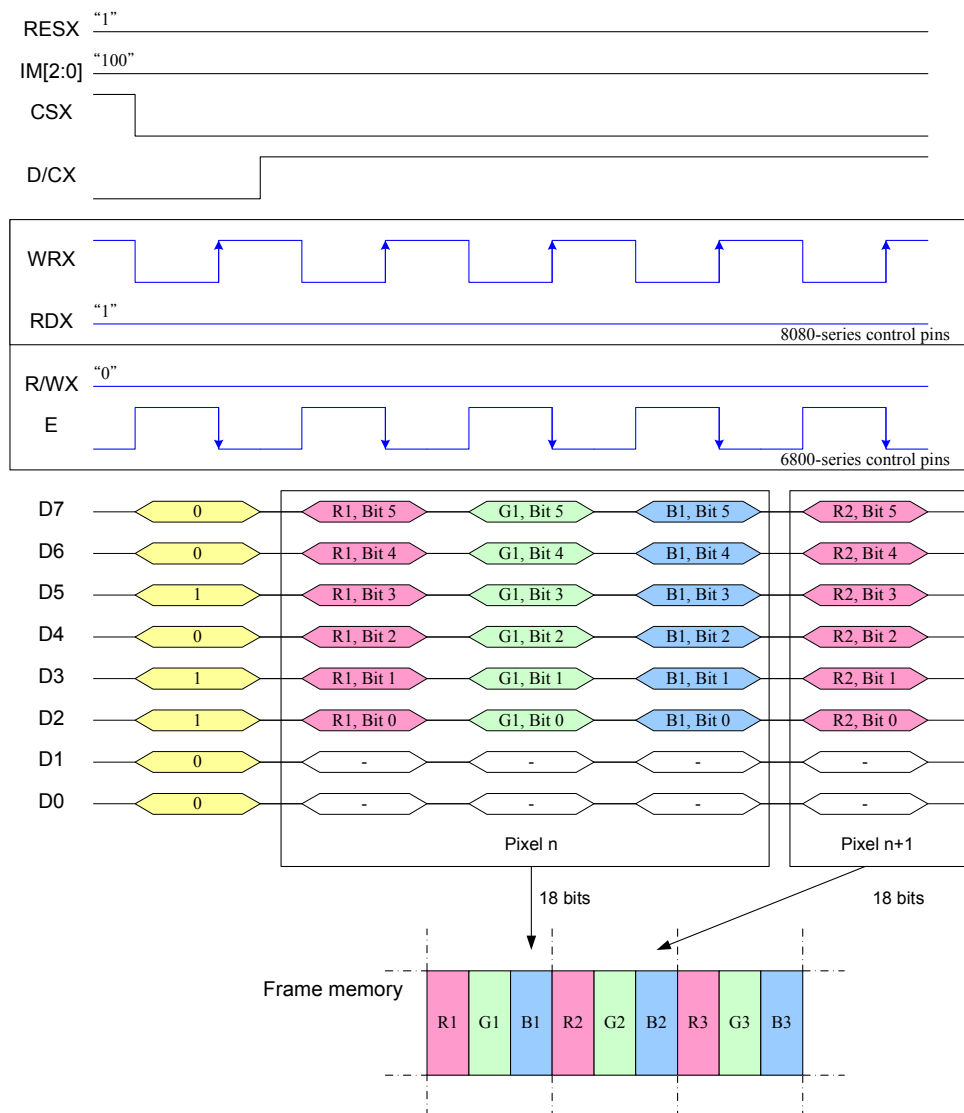 RESX “1”
IM[2:0] “100”
CSX
D/CX
WRX
RDX “1”
8080-series control pins
R/WX “0”
E
6800-series control pins
D7 0 R1, Bit 5 G1, Bit 5 B1, Bit 5 R2, Bit 5
D6 0 R1, Bit 4 G1, Bit 4 B1, Bit 4 R2, Bit 4
D5 1 R1, Bit 3 G1, Bit 3 B1, Bit 3 R2, Bit 3
D4 0 R1, Bit 2 G1, Bit 2 B1, Bit 2 R2, Bit 2
D3 1 R1, Bit 1 G1, Bit 1 B1, Bit 1 R2, Bit 1
D2 1 R1, Bit 0 G1, Bit 0 B1, Bit 0 R2, Bit 0
D1 0 - - - -
D0 0 - - - -
Pixel n Pixel n+1
18 bits 18 bits
Frame memory
R1 G1 B1 R2 G2 B2 R3 G3 B3